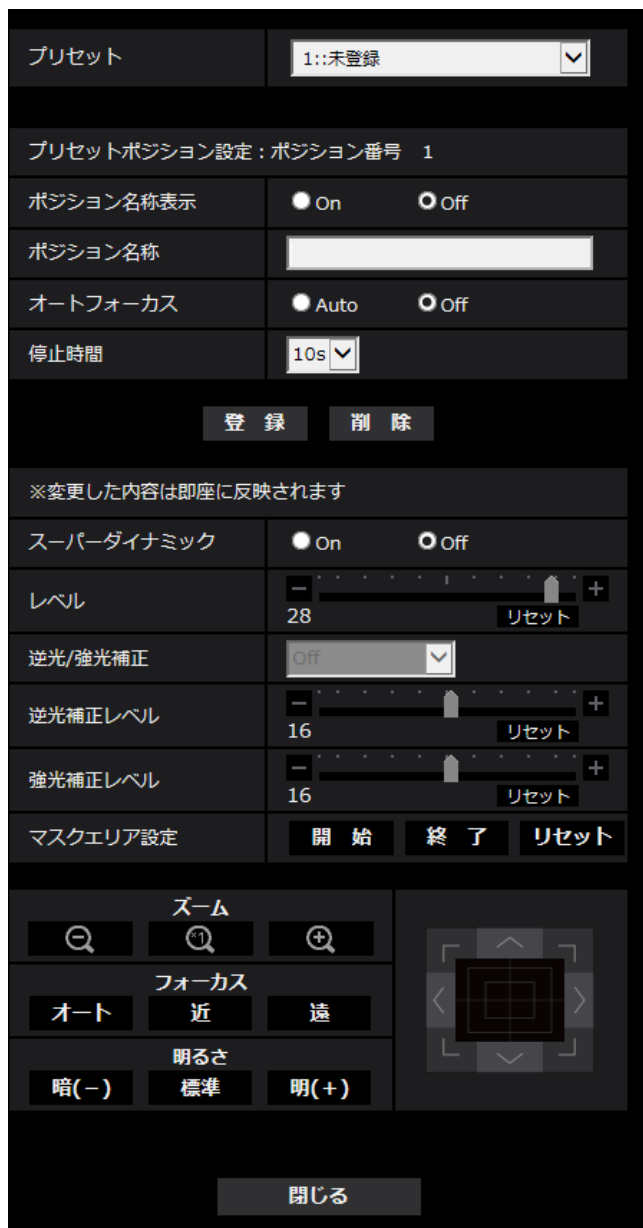 プリセット 1::未登録
プリセットポジション設定：ポジション番号 1
ポジション名称表示 On Off
ポジション名称
オートフォーカス Auto Off
停止時間 10s
登 録 削 除
※変更した内容は即座に反映されます
スーパーダイナミック On Off
レベル − +
28 リセット
逆光/強光補正 Off
逆光補正レベル − +
16 リセット
強光補正レベル − +
16 リセット
マスクエリア設定 開 始 終 了 リセット
ズーム
×1
フォーカス
オート 近 遠
明るさ
暗(−) 標準 明(+)
閉じる